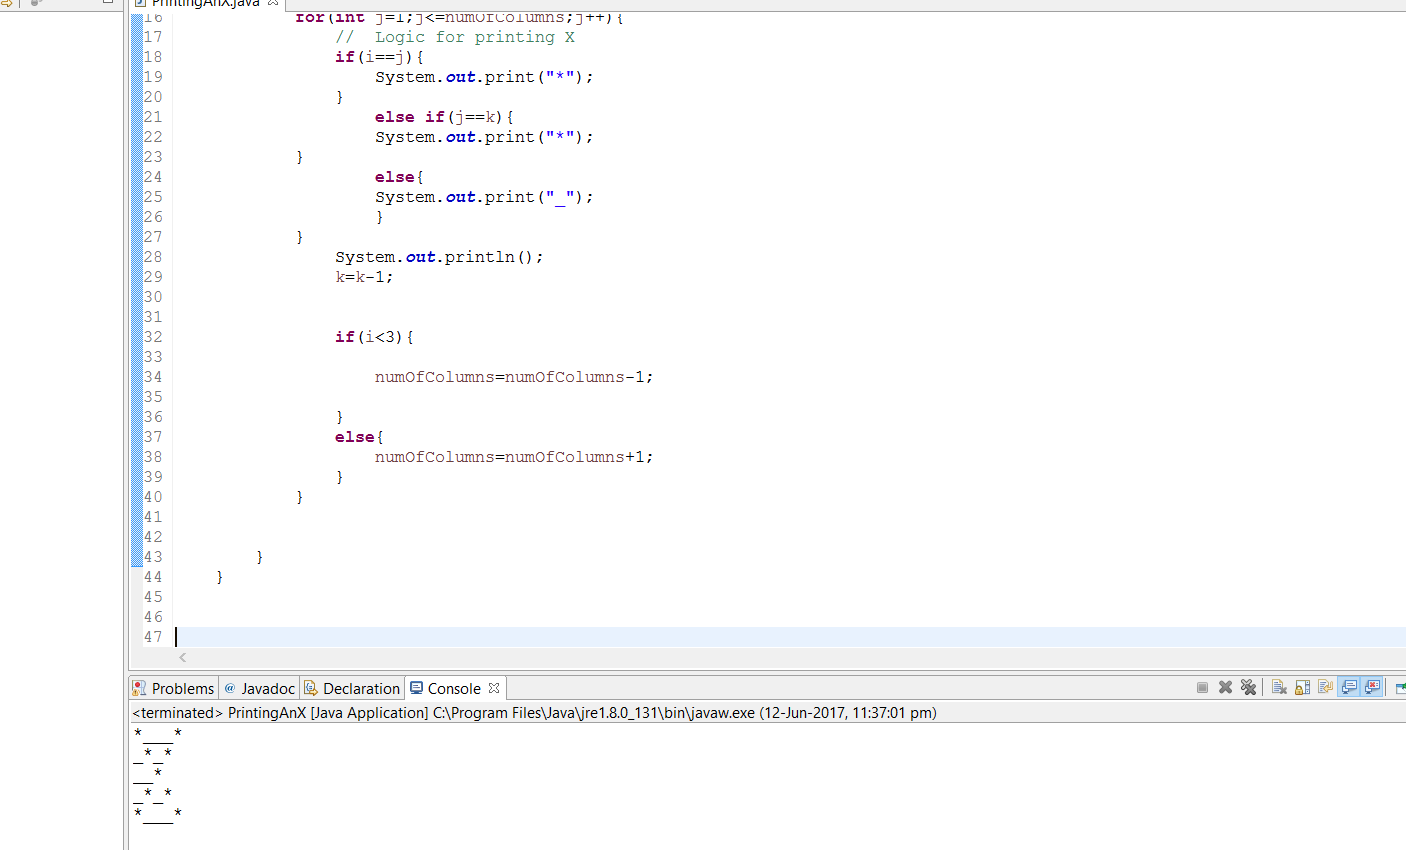 PrintingAnX.java
16 for(int j=1;j<=numOfColumns;j++){
17 //  Logic for printing X
18 if(i==j){
19 System.out.print("*");
20 }
21 else if(j==k){
22 System.out.print("*");
23 }
24 else{
25 System.out.print("_");
26 }
27 }
28 System.out.println();
29 k=k-1;
30
31
32 if(i<3){
33
34 numOfColumns=numOfColumns-1;
35
36 }
37 else{
38 numOfColumns=numOfColumns+1;
39 }
40 }
41
42
43 }
44 }
45
46
47
Problems @ Javadoc Declaration Console
<terminated> PrintingAnX [Java Application] C:\Program Files\Java\jre1.8.0_131\bin\javaw.exe (12-Jun-2017, 11:37:01 pm)
*___*
_*_*
__*
_*_*
*___*